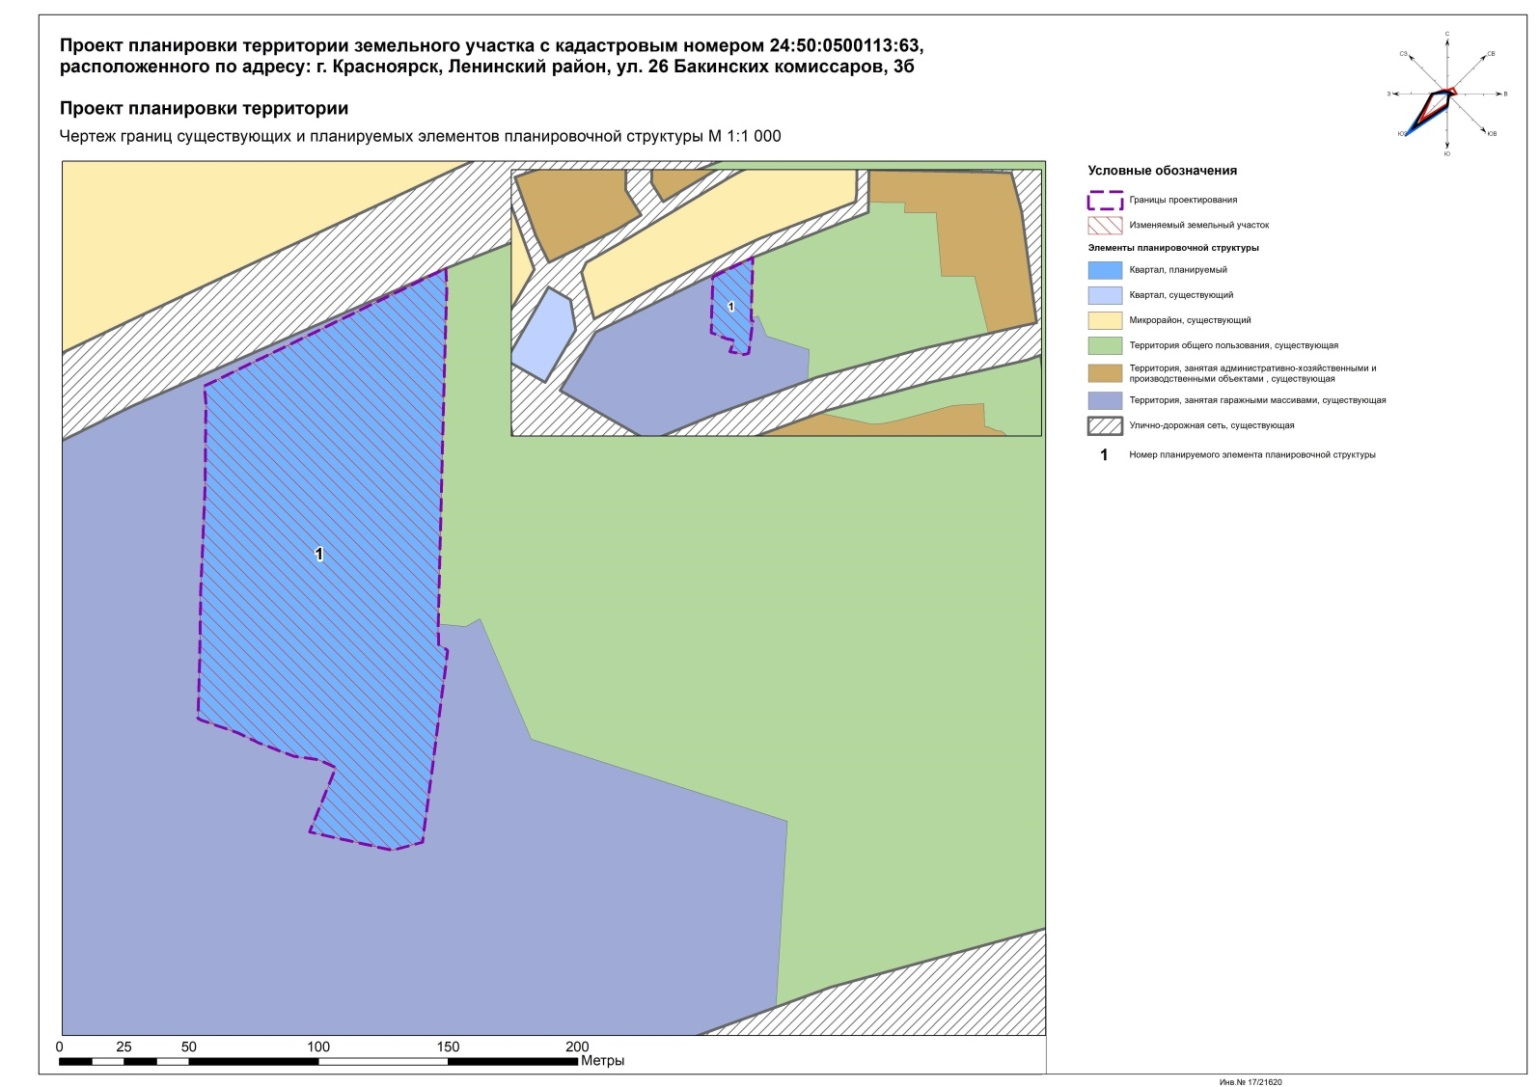 Проект планировки территории земельного участка с кадастровым номером 24:50:0500113:63,
расположенного по адресу: г. Красноярск, Ленинский район, ул. 26 Бакинских комиссаров, 3б
Проект планировки территории
Чертеж границ существующих и планируемых элементов планировочной структуры М 1:1 000
С
СЗ
СВ
З
В
ЮЗ
ЮВ
Ю
1
1
Условные обозначения
Границы проектирования
Изменяемый земельный участок
Элементы планировочной структуры
Квартал, планируемый
Квартал, существующий
Микрорайон, существующий
Территория общего пользования, существующая
Территория, занятая административно-хозяйственными и
производственными объектами , существующая
Территория, занятая гаражными массивами, существующая
Улично-дорожная сеть, существующая
1 Номер планируемого элемента планировочной структуры
0 25 50 100 150 200
Метры
Инв.№ 17/21620